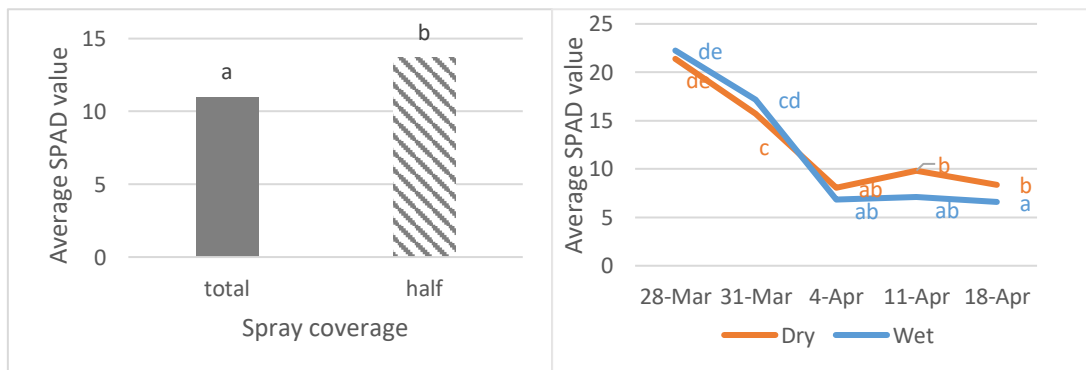 Average SPAD value
15
10
5
0
a
b
total
half
Spray coverage
Average SPAD value
25
20
15
10
5
0
de
de
cd
c
ab
ab
b
ab
b
a
28-Mar 31-Mar 4-Apr 11-Apr 18-Apr
Dry
Wet